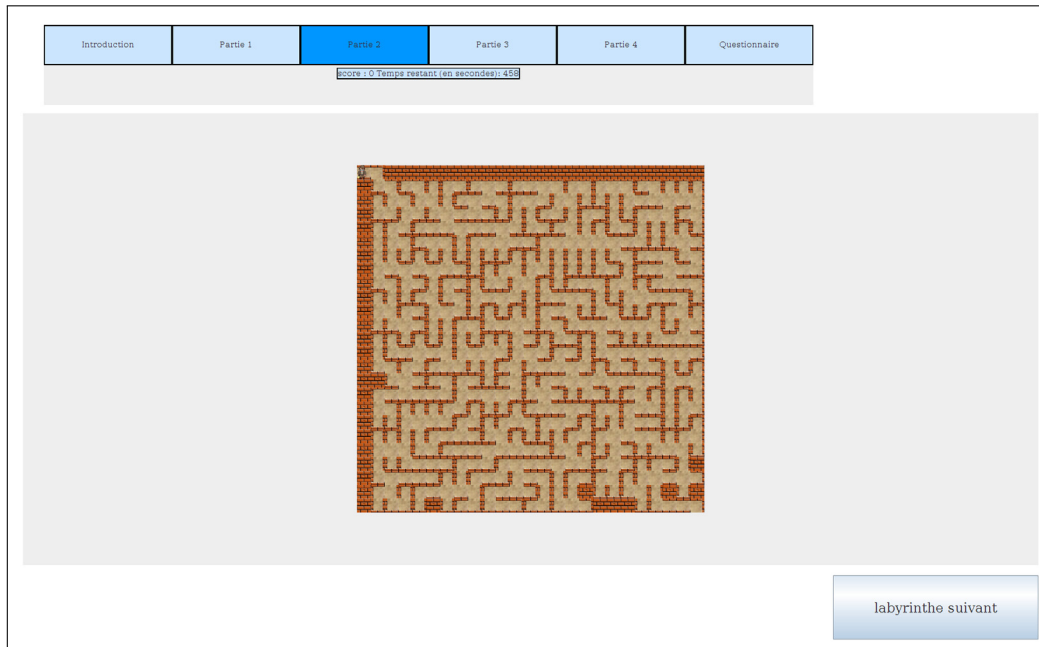 Introduction
Partie 1
Partie 2
Partie 3
Partie 4
Questionnaire
score : 0 Temps restant (en secondes): 458
labyrinthe suivant